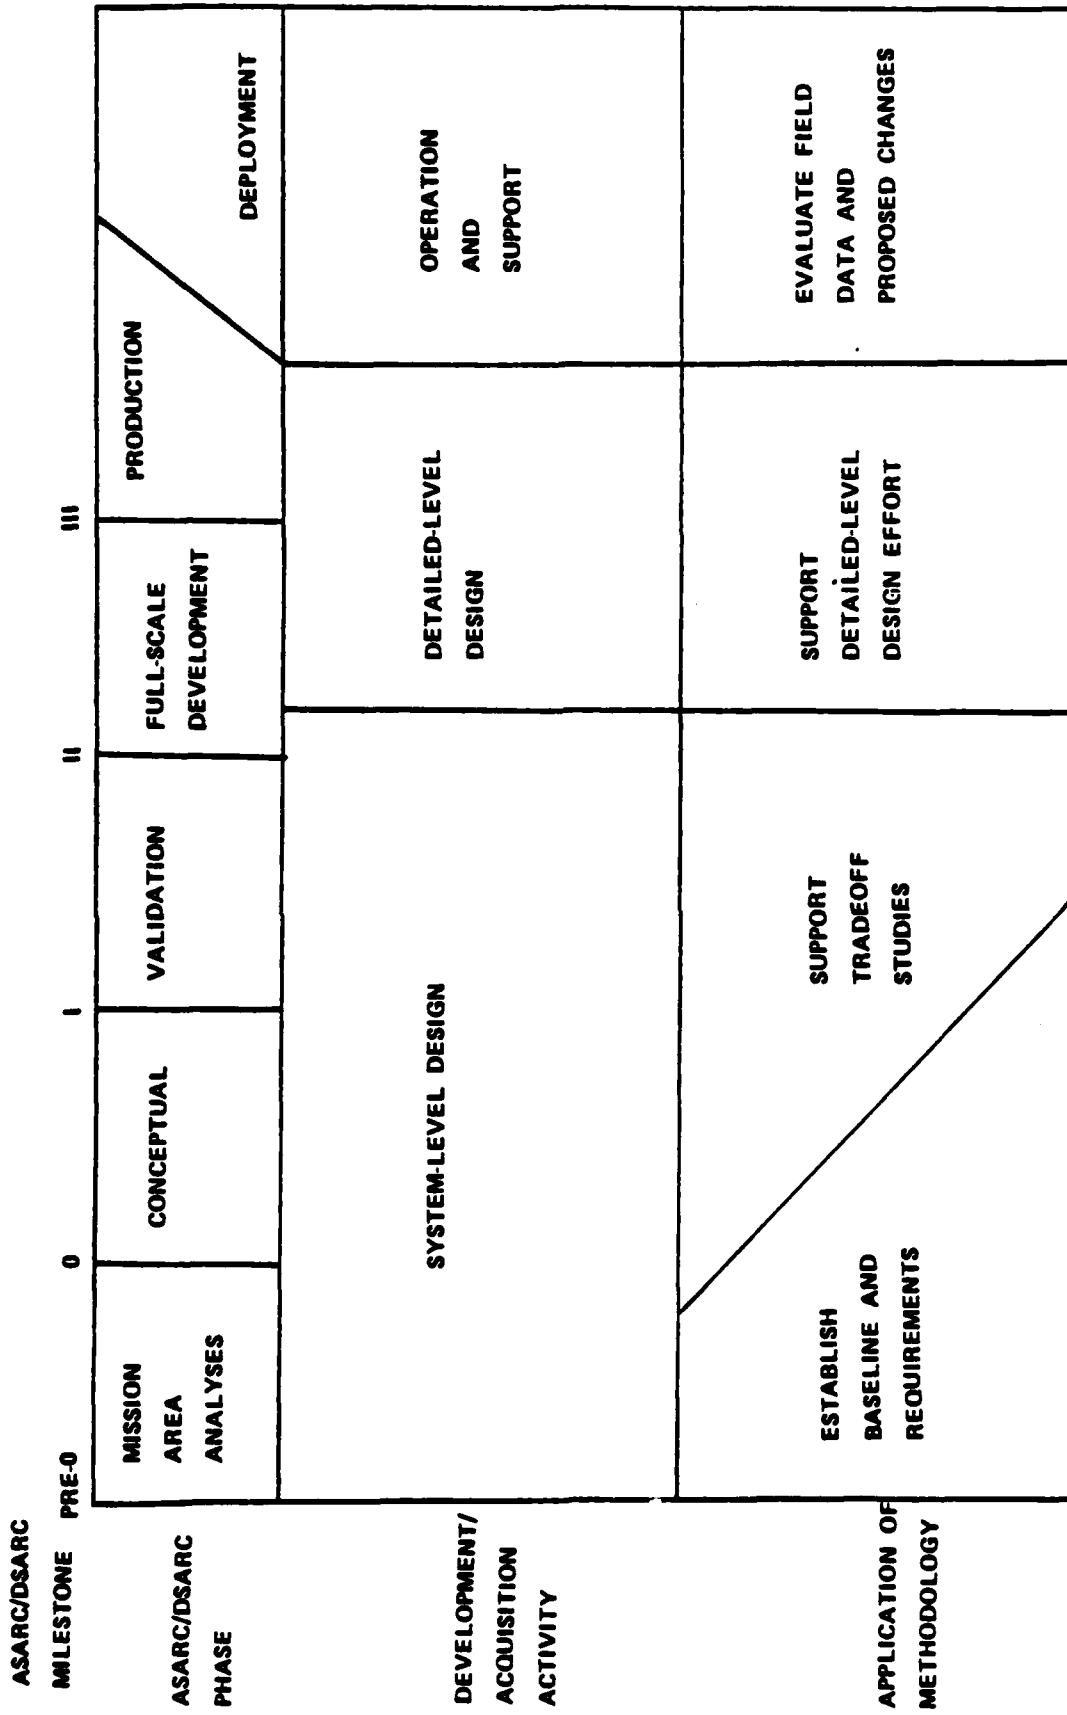 ASARC/DSARC
MILESTONE
PRE-0
0
I
II
III
ASARC/DSARC
PHASE
MISSION
AREA
ANALYSES
CONCEPTUAL
VALIDATION
FULL-SCALE
DEVELOPMENT
PRODUCTION
DEPLOYMENT
DEVELOPMENT/
ACQUISITION
ACTIVITY
SYSTEM-LEVEL DESIGN
DETAILED-LEVEL
DESIGN
OPERATION
AND
SUPPORT
APPLICATION OF
METHODOLOGY
ESTABLISH
BASELINE AND
REQUIREMENTS
SUPPORT
TRADEOFF
STUDIES
SUPPORT
DETAILED-LEVEL
DESIGN EFFORT
EVALUATE FIELD
DATA AND
PROPOSED CHANGES